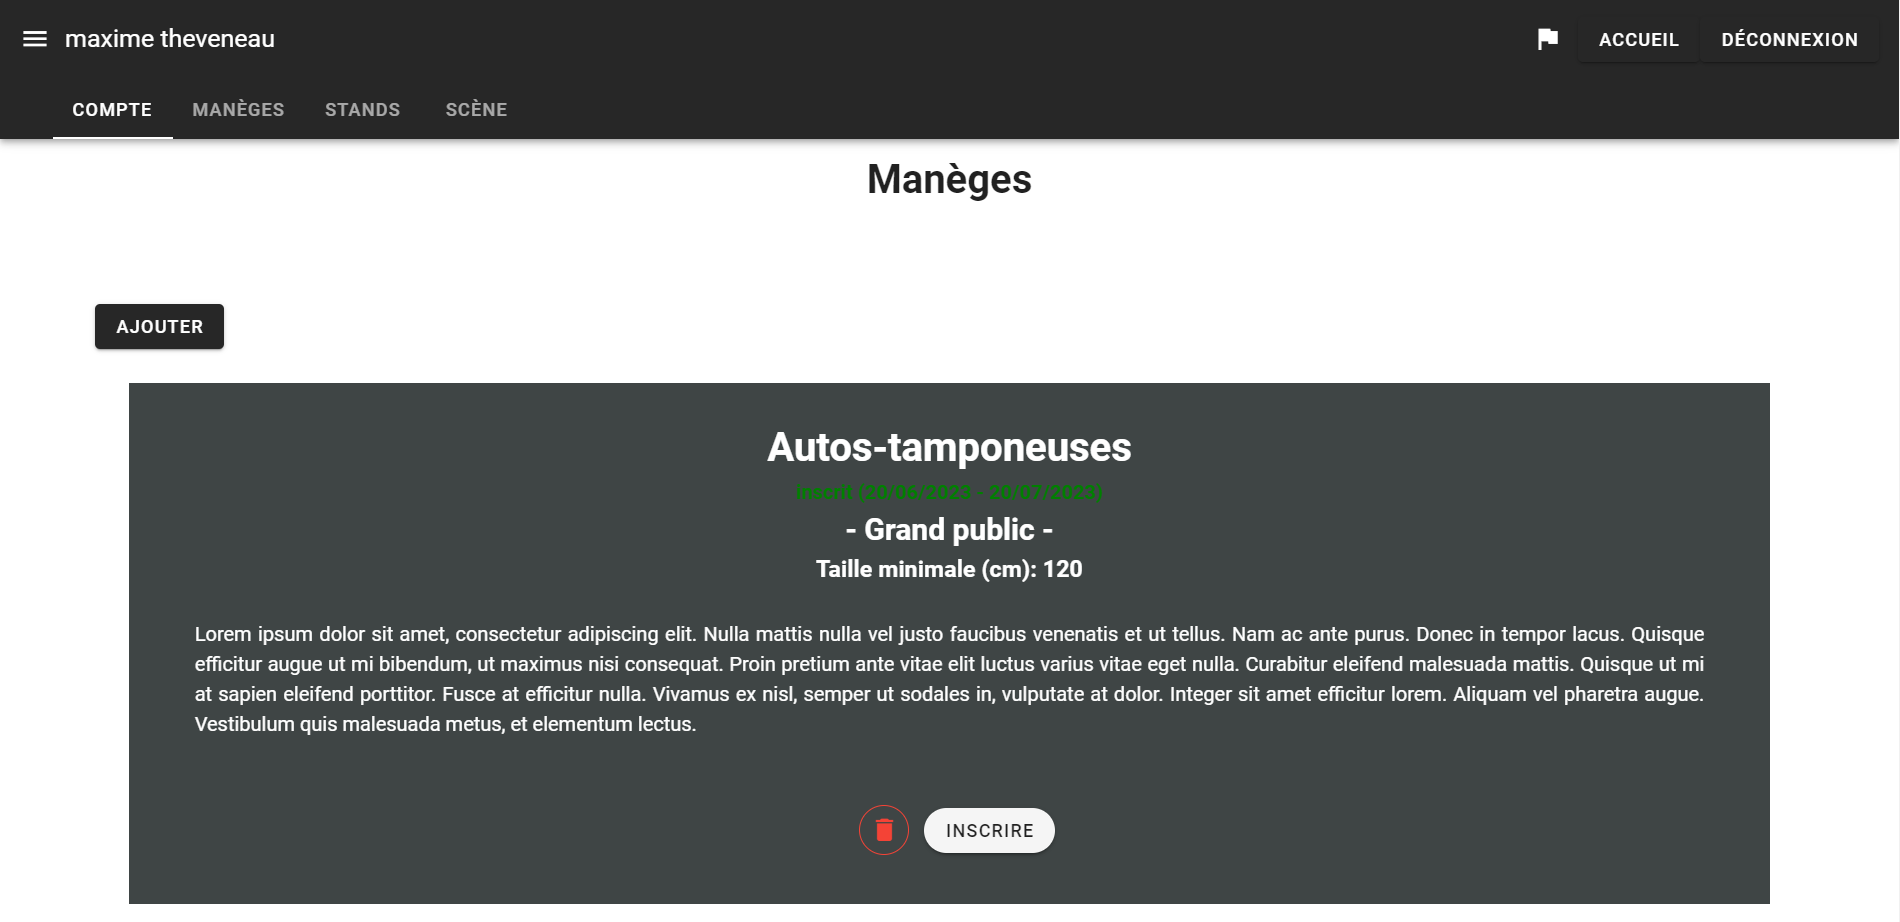 maxime theveneau
ACCUEIL
DÉCONNEXION
COMPTE
MANÈGES
STANDS
SCÈNE
Manèges
AJOUTER
Autos-tamponeuses
inscrit (20/06/2023 - 20/07/2023)
- Grand public -
Taille minimale (cm): 120
Lorem ipsum dolor sit amet, consectetur adipiscing elit. Nulla mattis nulla vel justo faucibus venenatis et ut tellus. Nam ac ante purus. Donec in tempor lacus. Quisque
efficitur augue ut mi bibendum, ut maximus nisi consequat. Proin pretium ante vitae elit luctus varius vitae eget nulla. Curabitur eleifend malesuada mattis. Quisque ut mi
at sapien eleifend porttitor. Fusce at efficitur nulla. Vivamus ex nisl, semper ut sodales in, vulputate at dolor. Integer sit amet efficitur lorem. Aliquam vel pharetra augue.
Vestibulum quis malesuada metus, et elementum lectus.
INSCRIRE